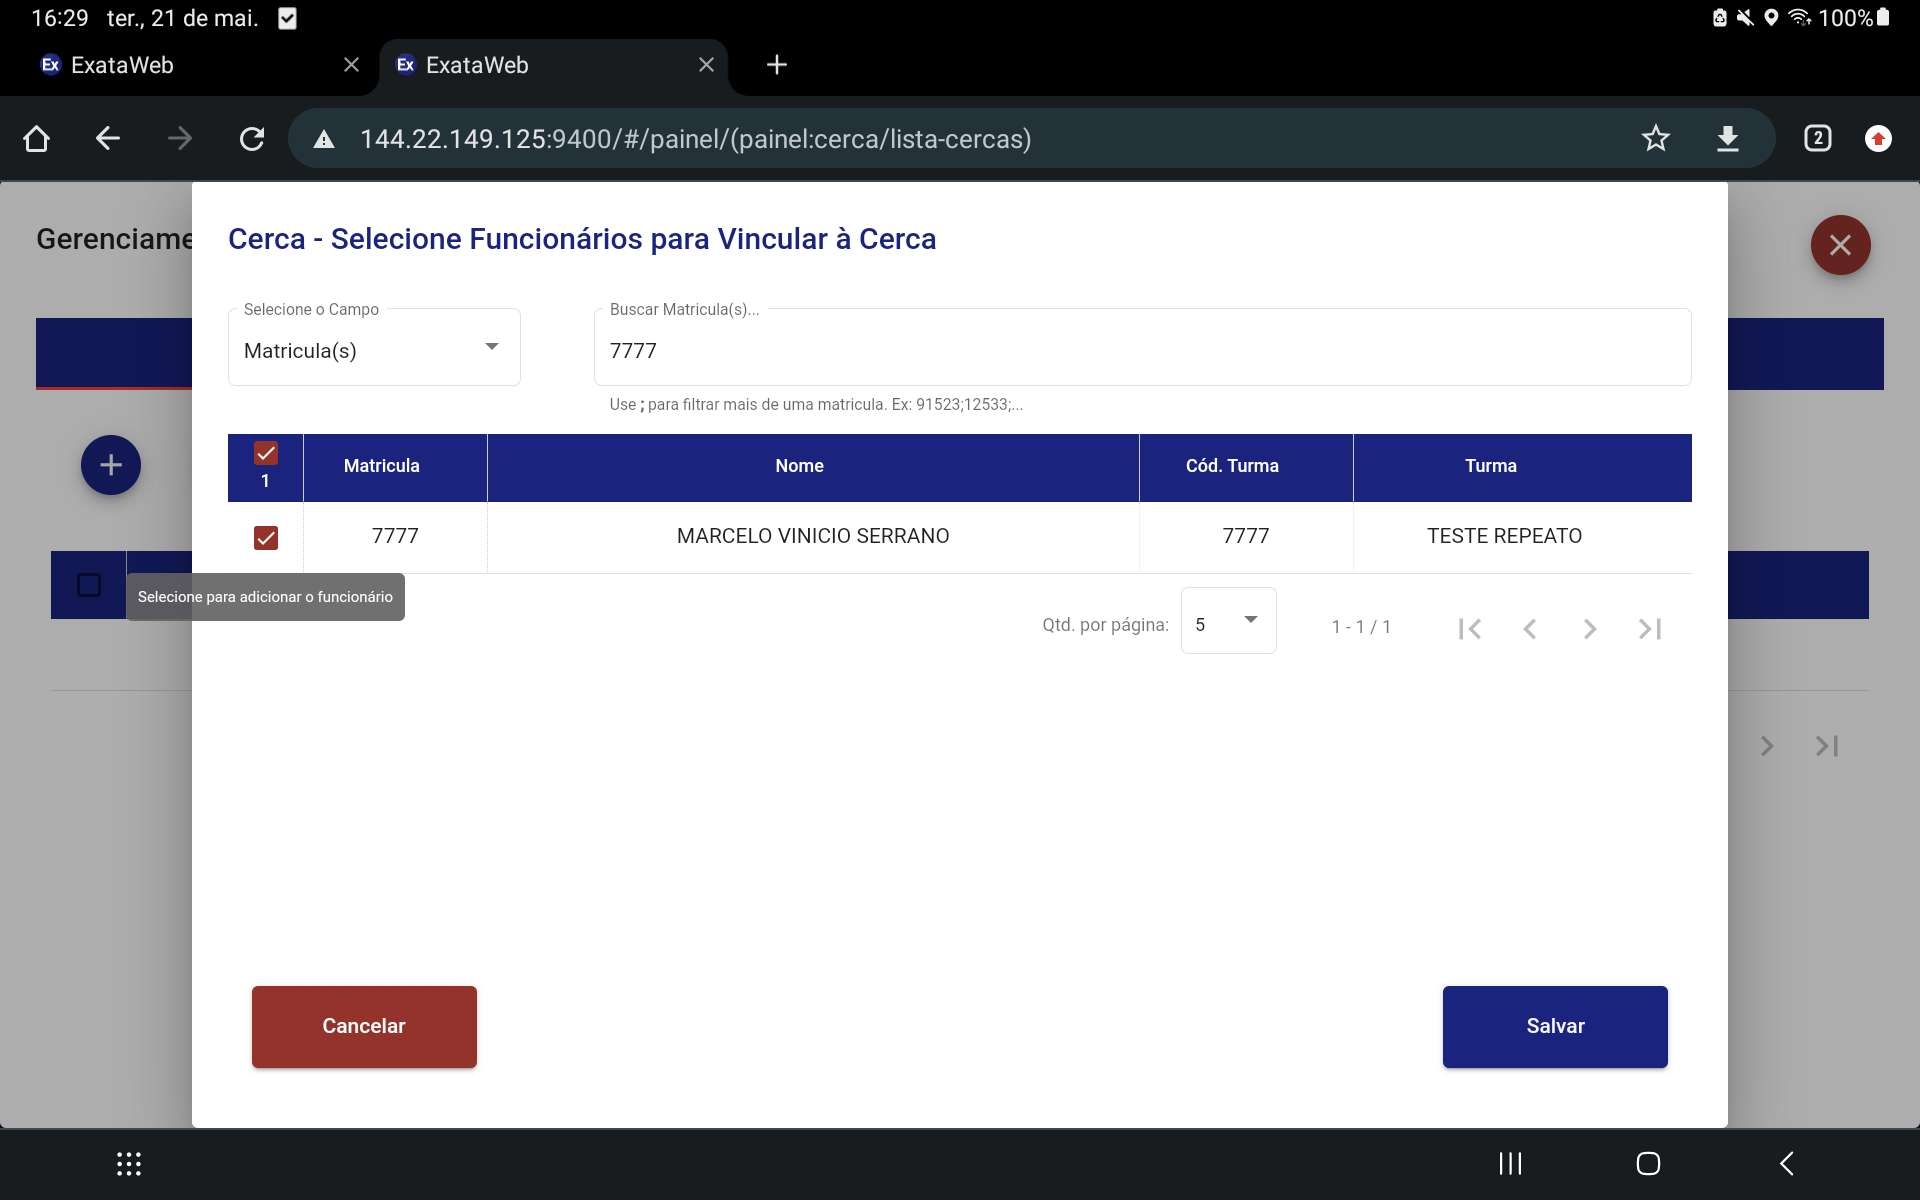 16:29 ter., 21 de mai. 100%
Ex ExataWeb Ex ExataWeb
144.22.149.125:9400/#/painel/(painel:cerca/lista-cercas) 2
Gerenciame
Cerca - Selecione Funcionários para Vincular à Cerca
Selecione o Campo Buscar Matricula(s)...
Matricula(s) 7777
Use ; para filtrar mais de uma matricula. Ex: 91523;12533;...
1 Matricula Nome Cód. Turma Turma
7777 MARCELO VINICIO SERRANO 7777 TESTE REPEATO
Selecione para adicionar o funcionário
Qtd. por página: 5 1 - 1 / 1
Cancelar Salvar